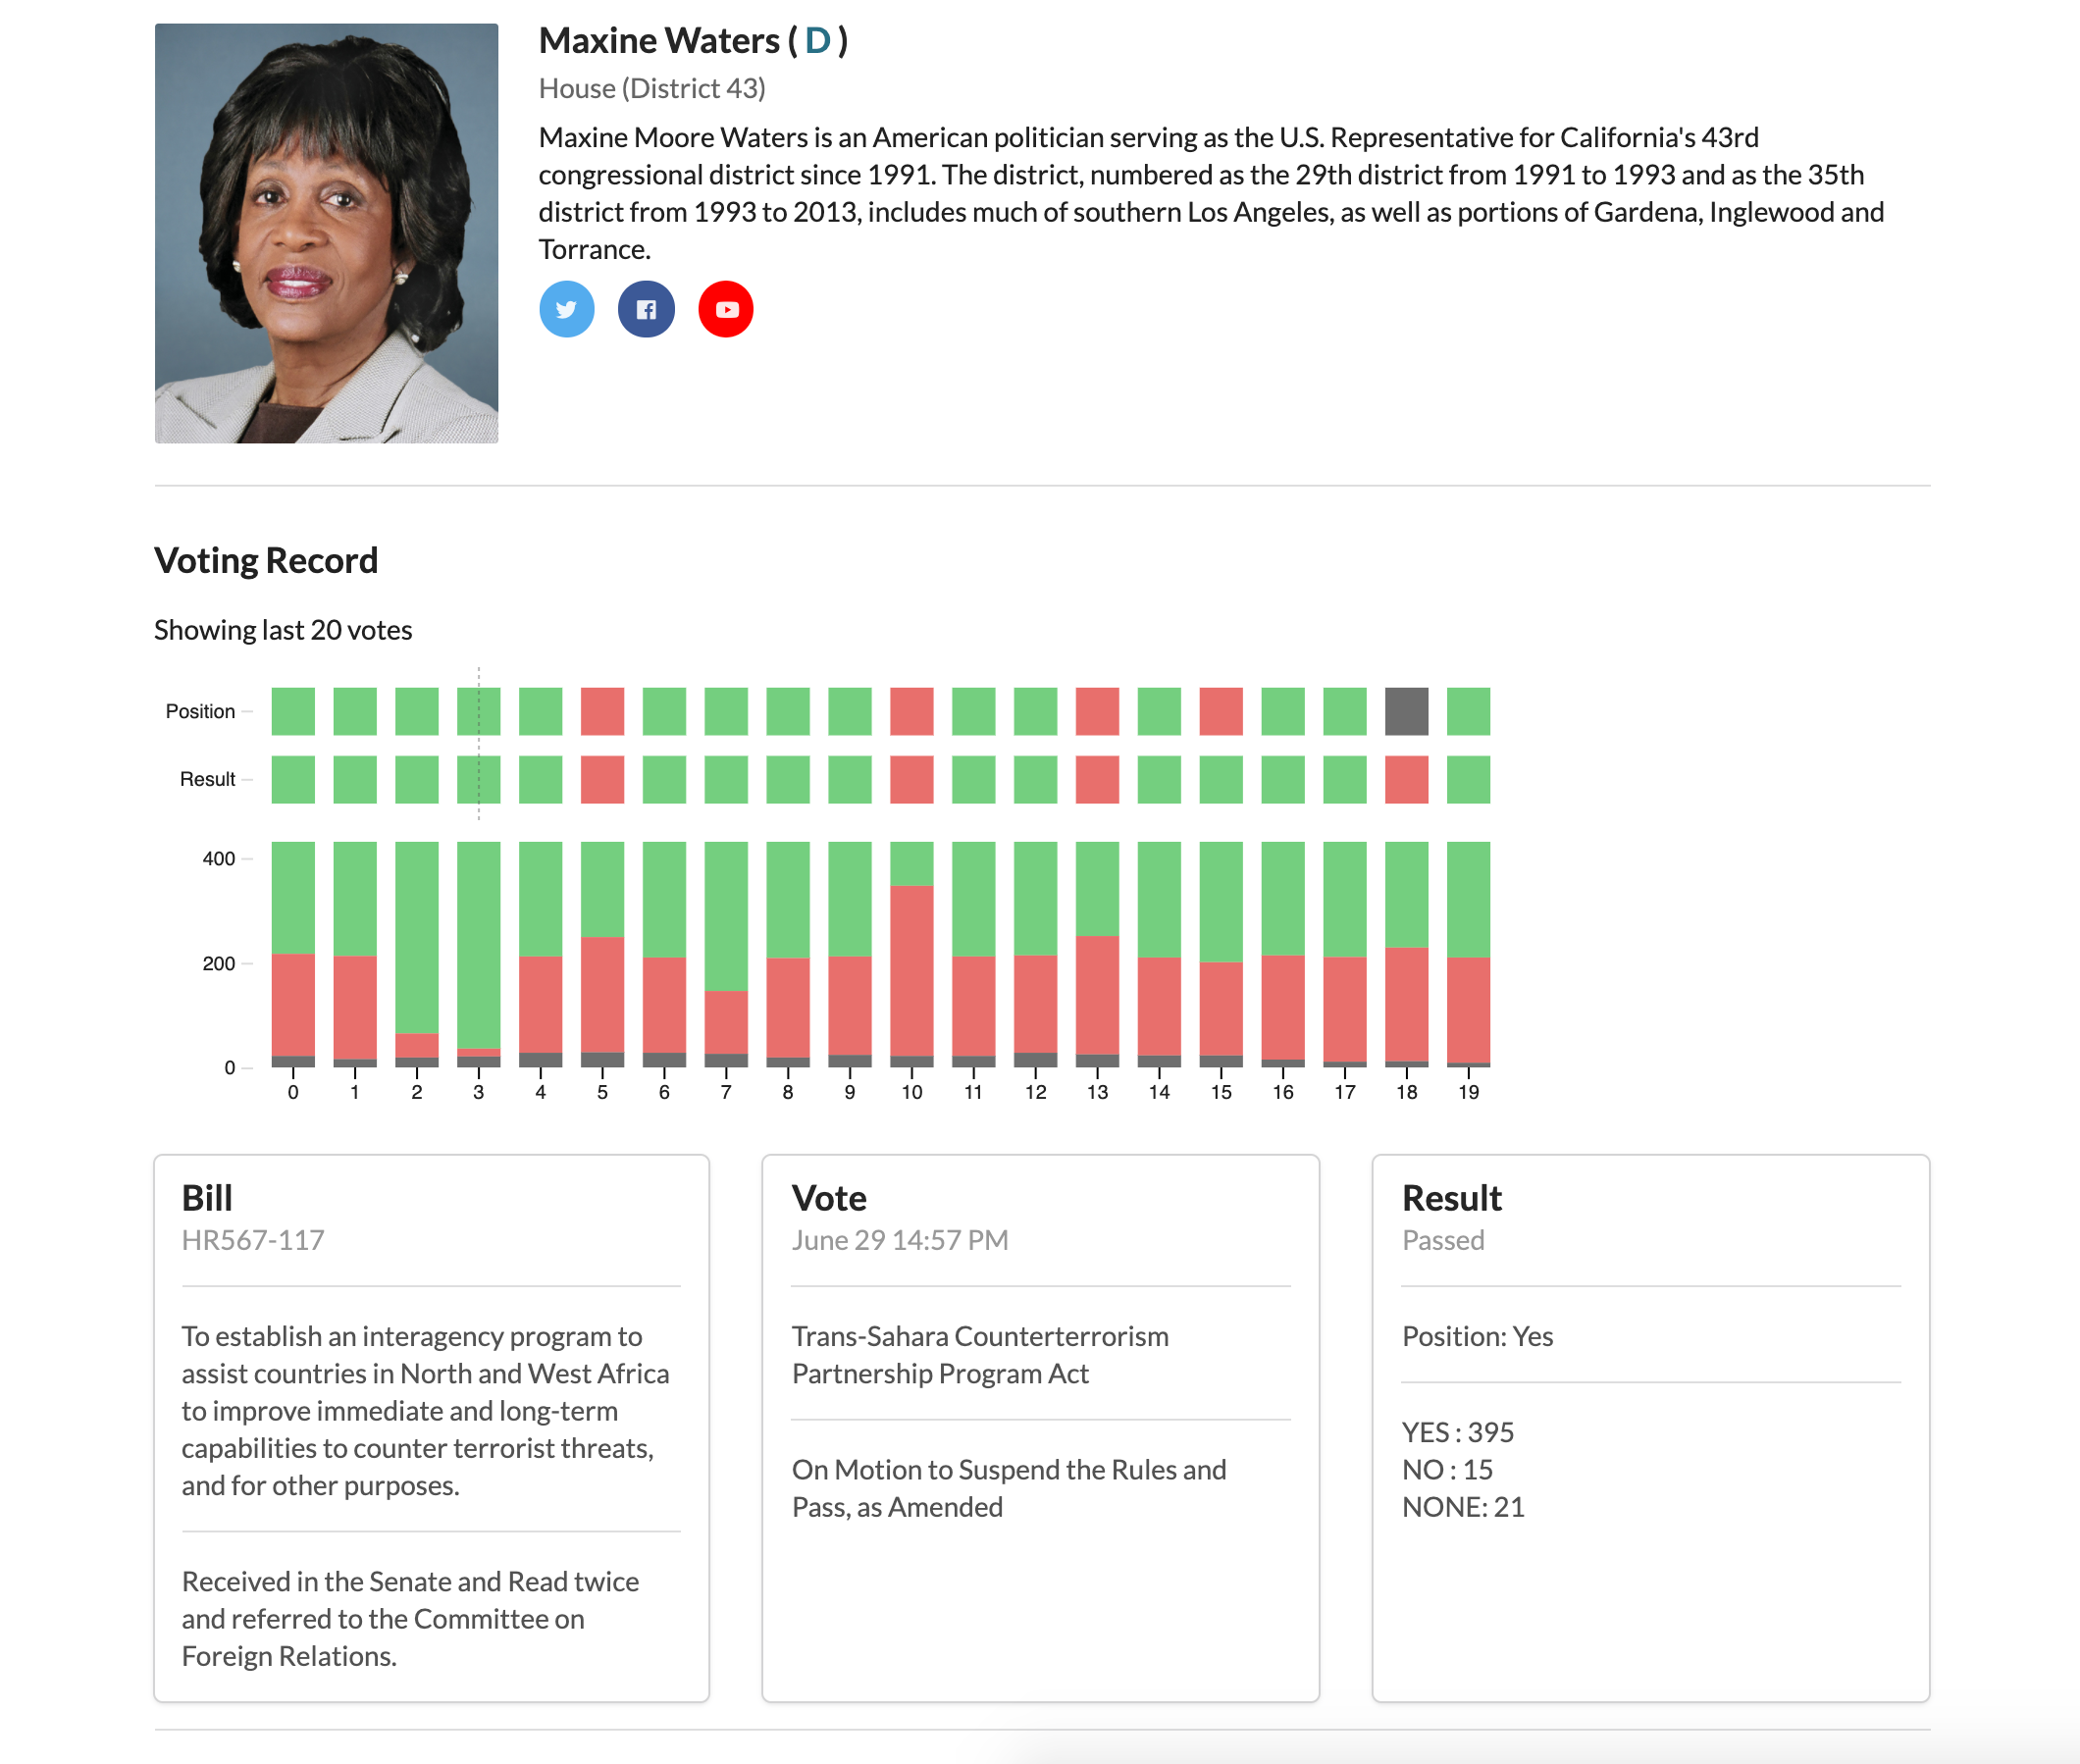 Maxine Waters ( D )
House (District 43)
Maxine Moore Waters is an American politician serving as the U.S. Representative for California's 43rd
congressional district since 1991. The district, numbered as the 29th district from 1991 to 1993 and as the 35th
district from 1993 to 2013, includes much of southern Los Angeles, as well as portions of Gardena, Inglewood and
Torrance.
Voting Record
Showing last 20 votes
Position
Result
400
200
0
0 1 2 3 4 5 6 7 8 9 10 11 12 13 14 15 16 17 18 19
Bill
HR567-117
To establish an interagency program to
assist countries in North and West Africa
to improve immediate and long-term
capabilities to counter terrorist threats,
and for other purposes.
Received in the Senate and Read twice
and referred to the Committee on
Foreign Relations.
Vote
June 29 14:57 PM
Trans-Sahara Counterterrorism
Partnership Program Act
On Motion to Suspend the Rules and
Pass, as Amended
Result
Passed
Position: Yes
YES : 395
NO : 15
NONE: 21